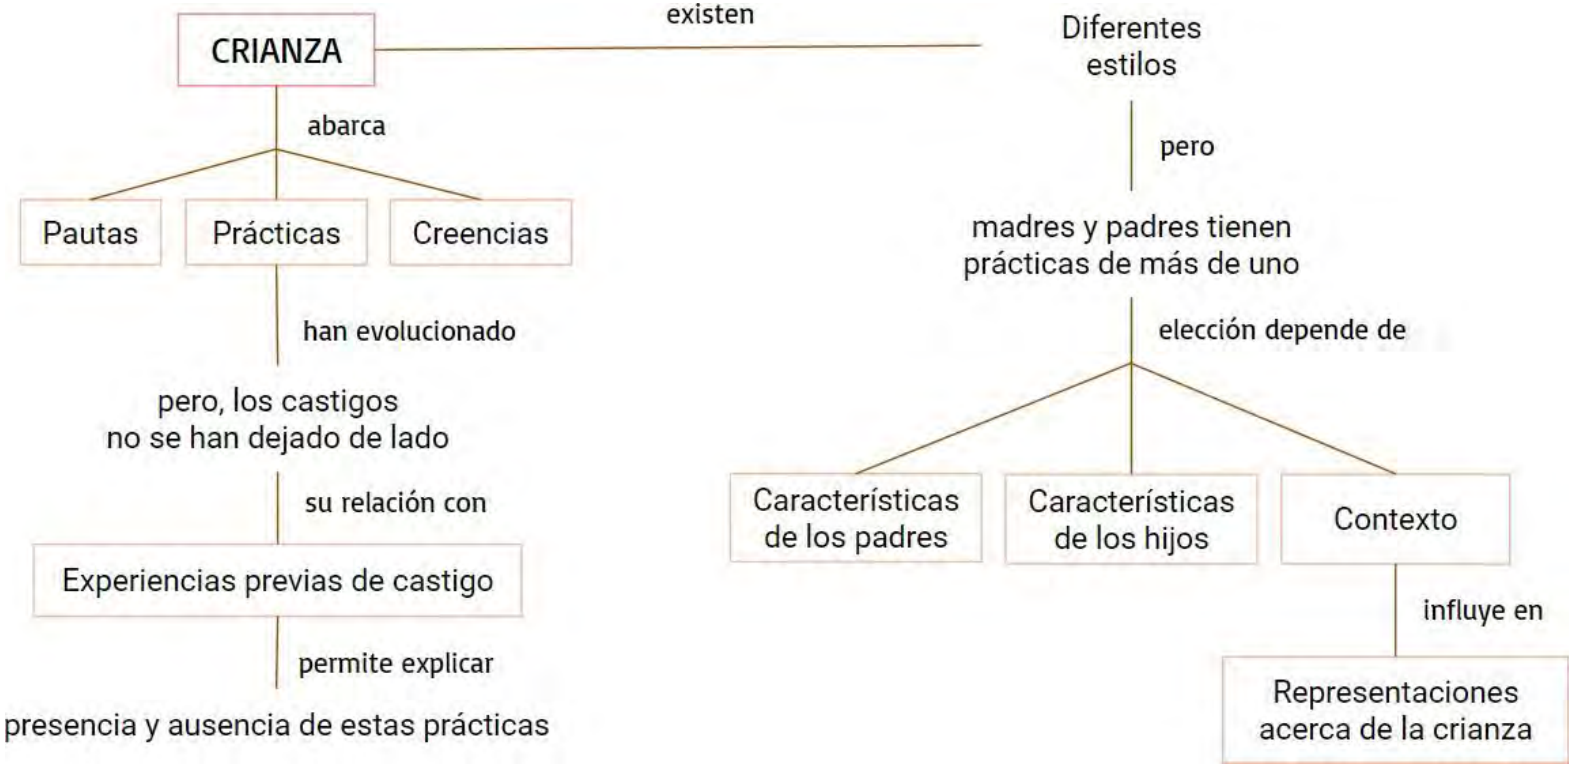 existen
CRIANZA
Diferentes
estilos
abarca
pero
Pautas
Prácticas
Creencias
madres y padres tienen
prácticas de más de uno
han evolucionado
elección depende de
pero, los castigos
no se han dejado de lado
su relación con
Características
de los padres
Características
de los hijos
Contexto
Experiencias previas de castigo
influye en
permite explicar
Representaciones
acerca de la crianza
presencia y ausencia de estas prácticas